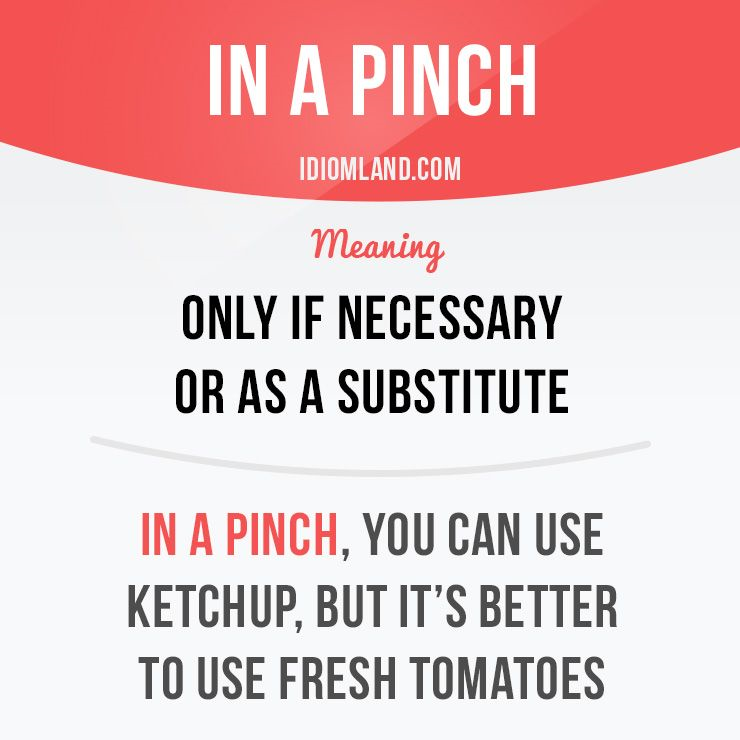 IN A PINCH
IDIOMLAND.COM
Meaning
ONLY IF NECESSARY
OR AS A SUBSTITUTE
IN A PINCH, YOU CAN USE
KETCHUP, BUT IT’S BETTER
TO USE FRESH TOMATOES